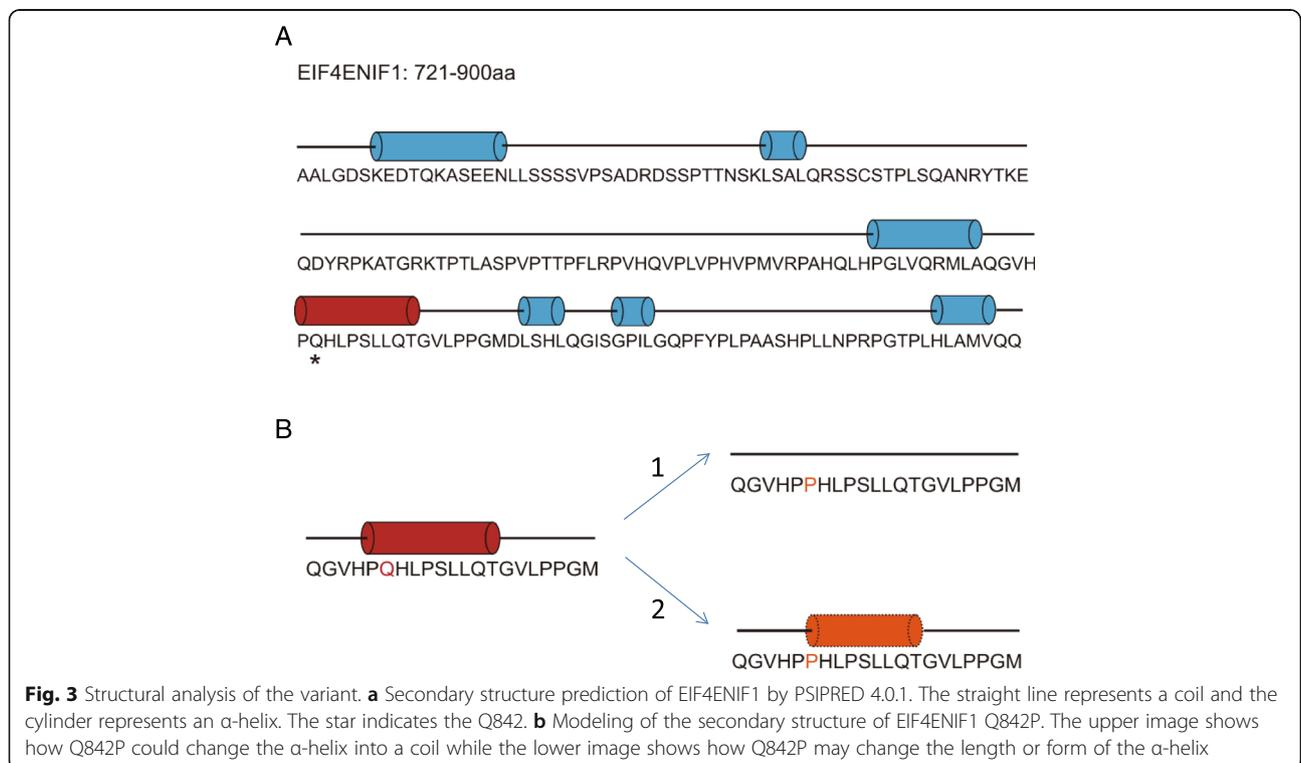 A
EIF4ENIF1: 721-900aa
AALGDSKEDTQKASEENLLSSSSVPSADRDSSPTTNSKLSALQRSSCSTPLSQANRYTKE
QDYRPKATGRKTPTLASPVPTTPFLRPVHQVPLVPHVPMVRPAHQLHPGLVQRMLAQGVH
PQHLPSLLQTGVLPPGMDLSHLQGISGPILGQPFYPLPAASHPLLNPRPGTPLHLAMVQQ
*
B
1
QGVHPPHLPSLLQTGVLPPGM
QGVHPQHLPSLLQTGVLPPGM
2
QGVHPPHLPSLLQTGVLPPGM
Fig. 3 Structural analysis of the variant. a Secondary structure prediction of EIF4ENIF1 by PSIPRED 4.0.1. The straight line represents a coil and the
cylinder represents an α-helix. The star indicates the Q842. b Modeling of the secondary structure of EIF4ENIF1 Q842P. The upper image shows
how Q842P could change the α-helix into a coil while the lower image shows how Q842P may change the length or form of the α-helix